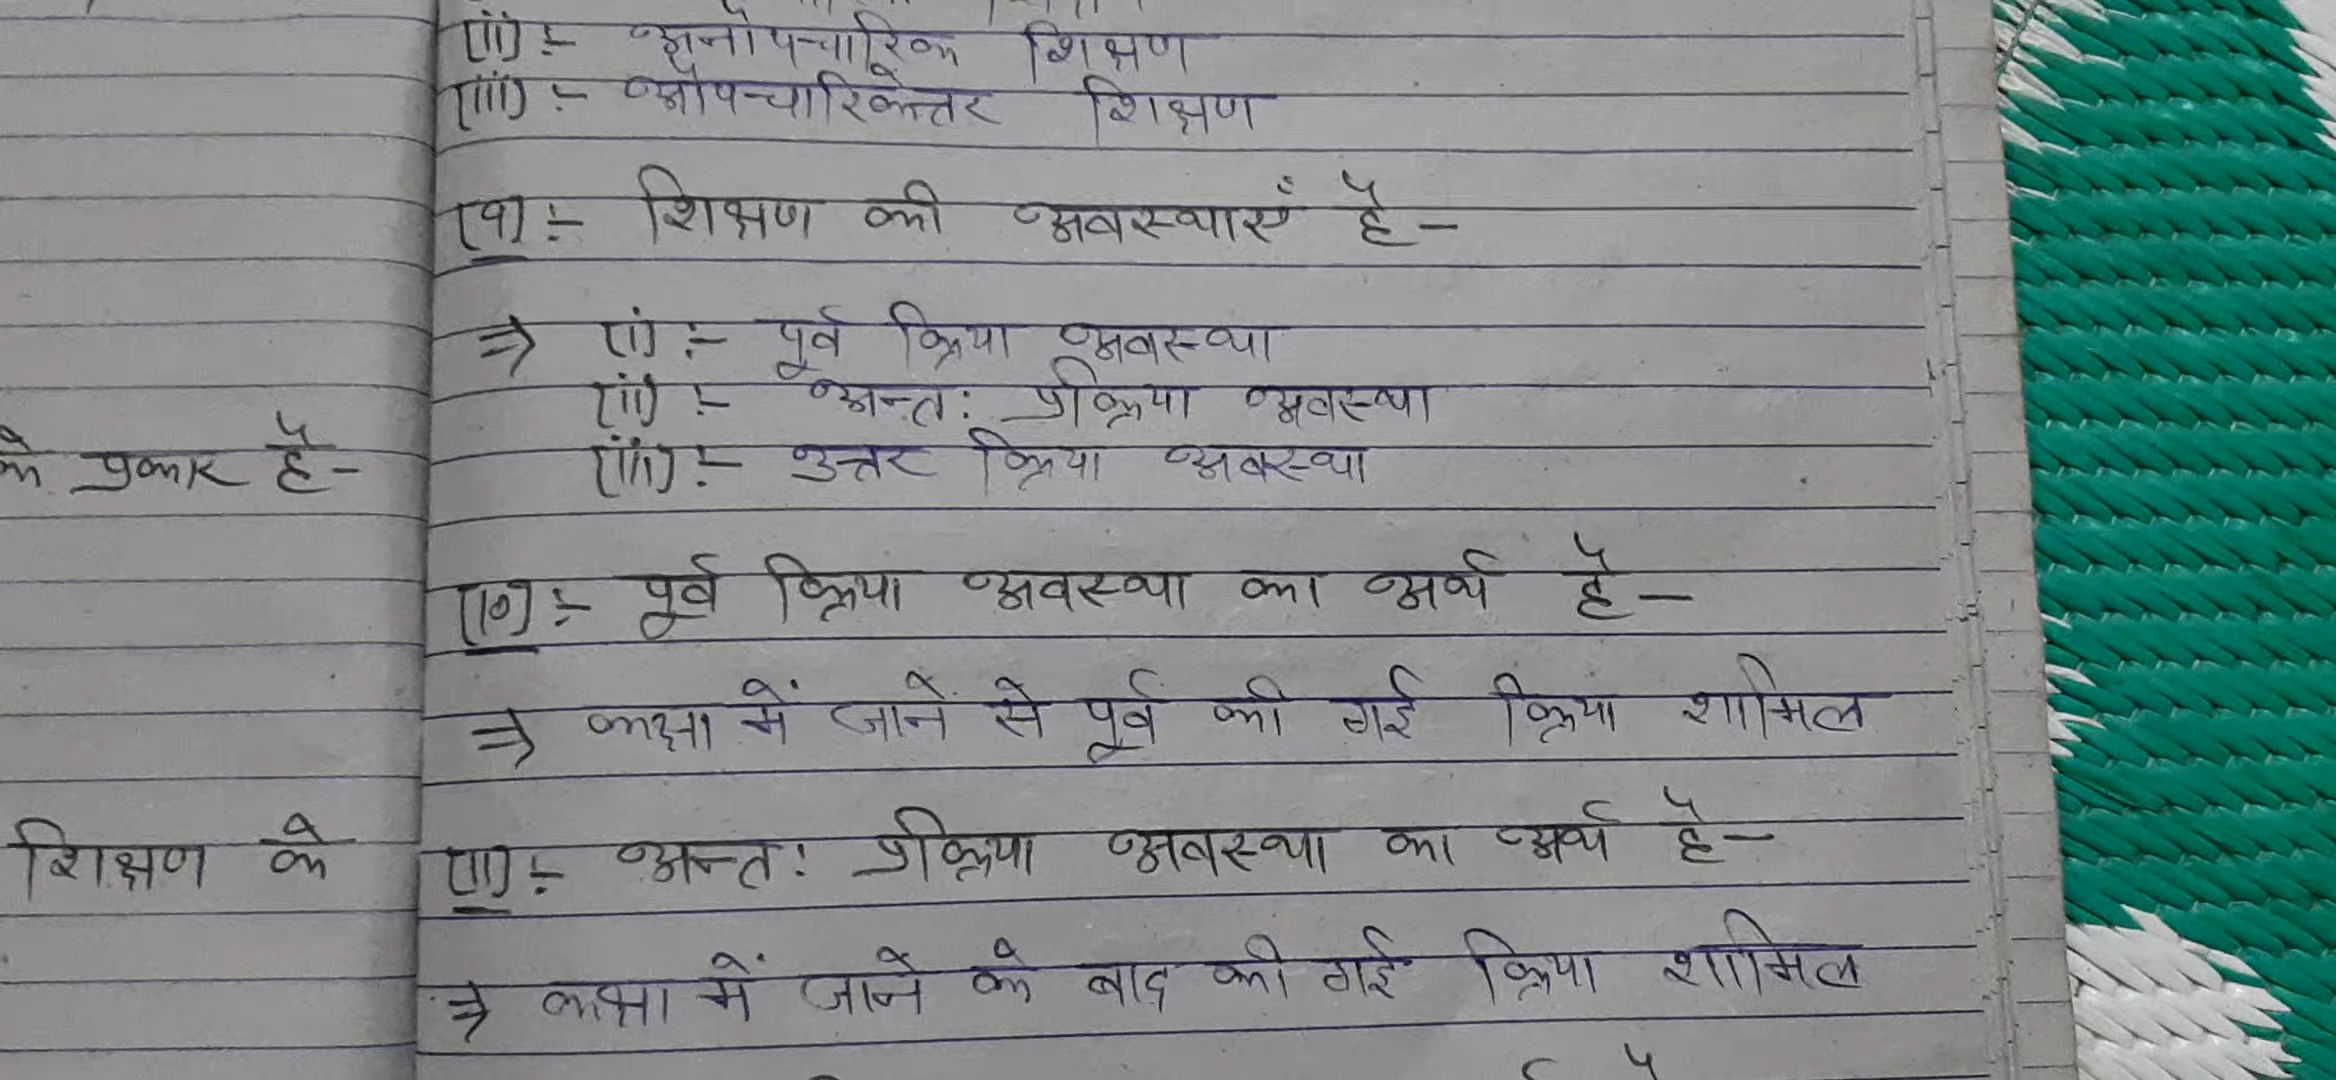 के प्रकार है-
शिक्षण के
(ii) :- अनौपचारिक शिक्षण
(iii) :- औपचारिकेत्तर शिक्षण
(9) :- शिक्षण की अवस्थाएँ है -
⇒ (i) :- पूर्व क्रिया अवस्था
(ii) :- अन्त: प्रक्रिया अवस्था
(iii) :- उत्तर क्रिया अवस्था
(10) :- पूर्व क्रिया अवस्था का अर्थ है -
⇒ कक्षा में जाने से पूर्व की गई क्रिया शामिल
(11) :- अन्त: प्रक्रिया अवस्था का अर्थ है -
⇒ कक्षा में जाने के बाद की गई क्रिया शामिल